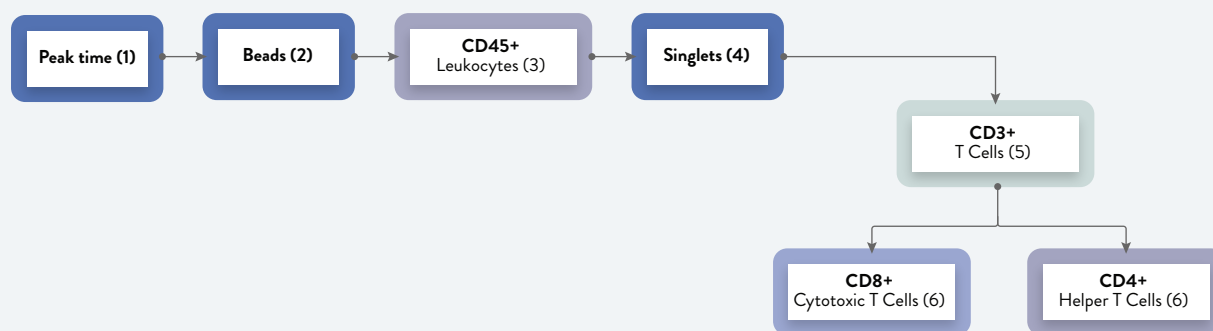 Peak time (1)
Beads (2)
CD45+
Leukocytes (3)
Singlets (4)
CD3+
T Cells (5)
CD8+
Cytotoxic T Cells (6)
CD4+
Helper T Cells (6)